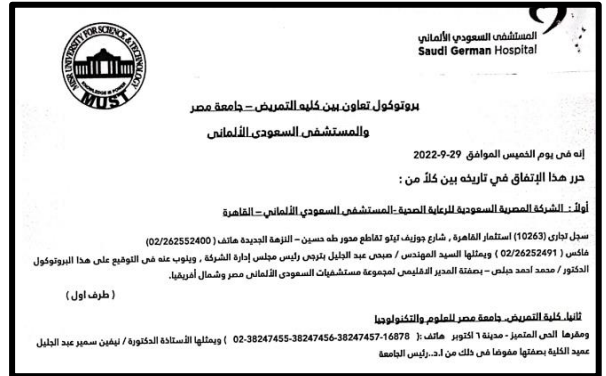 MISR UNIVERSITY FOR SCIENCE & TECHNOLOGY
KNOWLEDGE IS POWER
MUST
المستشفى السعودي الألماني
Saudi German Hospital
بروتوكول تعاون بين كليه التمريض – جامعة مصر
والمستشفى السعودى الألمانى
إنه فى يوم الخميس الموافق 29-9-2022
حرر هذا الإتفاق في تاريخه بين كلاً من :
أولاً : الشركة المصرية السعودية للرعاية الصحية -المستشفى السعودي الألماني – القاهرة
سجل تجارى (10263) استثمار القاهرة , شارع جوزيف تيتو تقاطع محور طه حسين – النزهة الجديدة هاتف ( 02/262552400)
فاكس ( 02/26252491 ) ويمثلها السيد المهندس / صبحى عبد الجليل بترجى رئيس مجلس إدارة الشركة , وينوب عنه فى التوقيع على هذا البروتوكول
الدكتور / محمد احمد حبلص – بصفتة المدير الاقليمى لمجموعة مستشفيات السعودى الألمانى مصر وشمال أفريقيا.
( طرف اول )
ثانيا. كلية التمريض. جامعة مصر للعلوم والتكنولوجيا
ومقرها الحى المتميز - مدينة ٦ اكتوبر هاتف :( 16878-38247457-38247456-02-38247455 ) ويمثلها الأستاذة الدكتورة / نيفين سمير عبد الجليل
عميد الكلية بصفتها مفوضا فى ذلك من ا.د..رئيس الجامعة